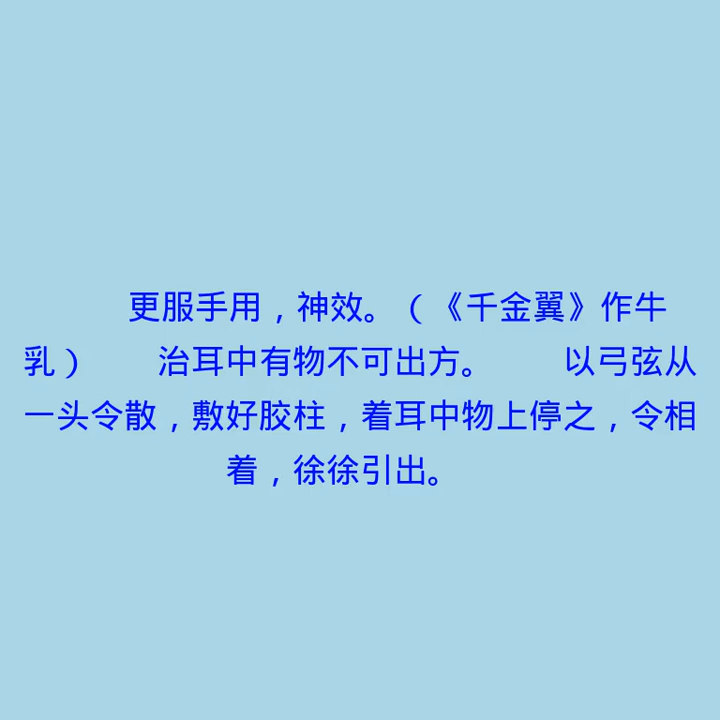 更服手用，神效。（《千金翼》作牛
乳）　　治耳中有物不可出方。　　以弓弦从
一头令散，敷好胶柱，着耳中物上停之，令相
着，徐徐引出。